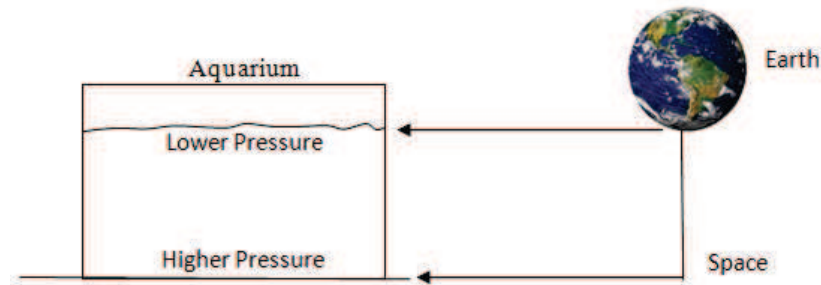 Aquarium
Earth
Lower Pressure
Higher Pressure
Space